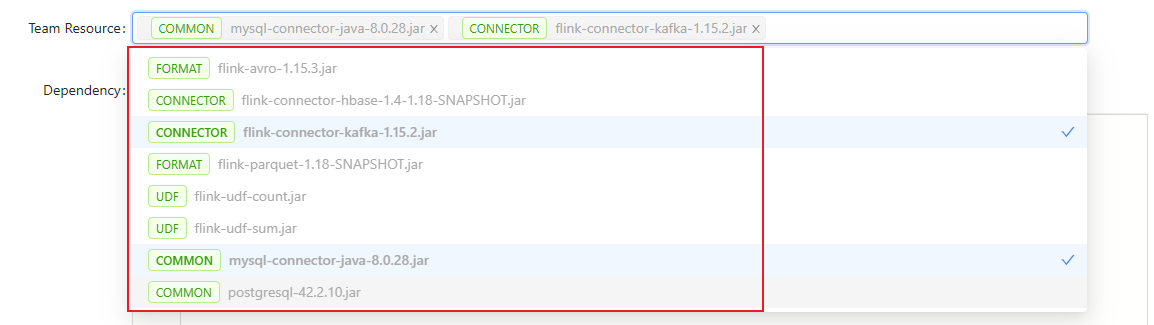 Team Resource: COMMON mysql-connector-java-8.0.28.jar x CONNECTOR flink-connector-kafka-1.15.2.jar x
FORMAT flink-avro-1.15.3.jar
Dependency:
CONNECTOR flink-connector-hbase-1.4-1.18-SNAPSHOT.jar
CONNECTOR flink-connector-kafka-1.15.2.jar
FORMAT flink-parquet-1.18-SNAPSHOT.jar
UDF flink-udf-count.jar
UDF flink-udf-sum.jar
COMMON mysql-connector-java-8.0.28.jar
COMMON postgresql-42.2.10.jar